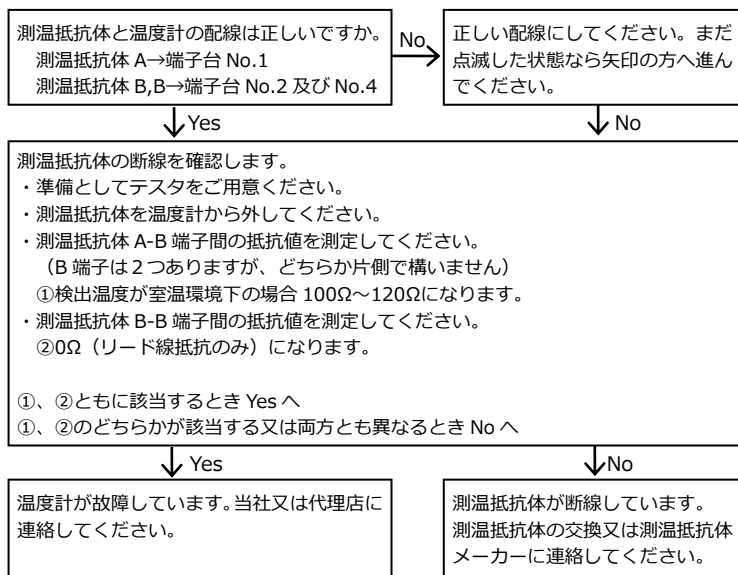 測温抵抗体と温度計の配線は正しいですか。
測温抵抗体 A→端子台 No.1
測温抵抗体 B,B→端子台 No.2 及び No.4
No
正しい配線にしてください。まだ
点滅した状態なら矢印の方へ進ん
でください。
Yes
No
測温抵抗体の断線を確認します。
・準備としてテスタをご用意ください。
・測温抵抗体を温度計から外してください。
・測温抵抗体 A-B 端子間の抵抗値を測定してください。
（B 端子は２つありますが、どちらか片側で構いません）
①検出温度が室温環境下の場合 100Ω～120Ωになります。
・測温抵抗体 B-B 端子間の抵抗値を測定してください。
②0Ω（リード線抵抗のみ）になります。
①、②ともに該当するとき Yes へ
①、②のどちらかが該当する又は両方とも異なるとき No へ
Yes
No
温度計が故障しています。当社又は代理店に
連絡してください。
測温抵抗体が断線しています。
測温抵抗体の交換又は測温抵抗体
メーカーに連絡してください。